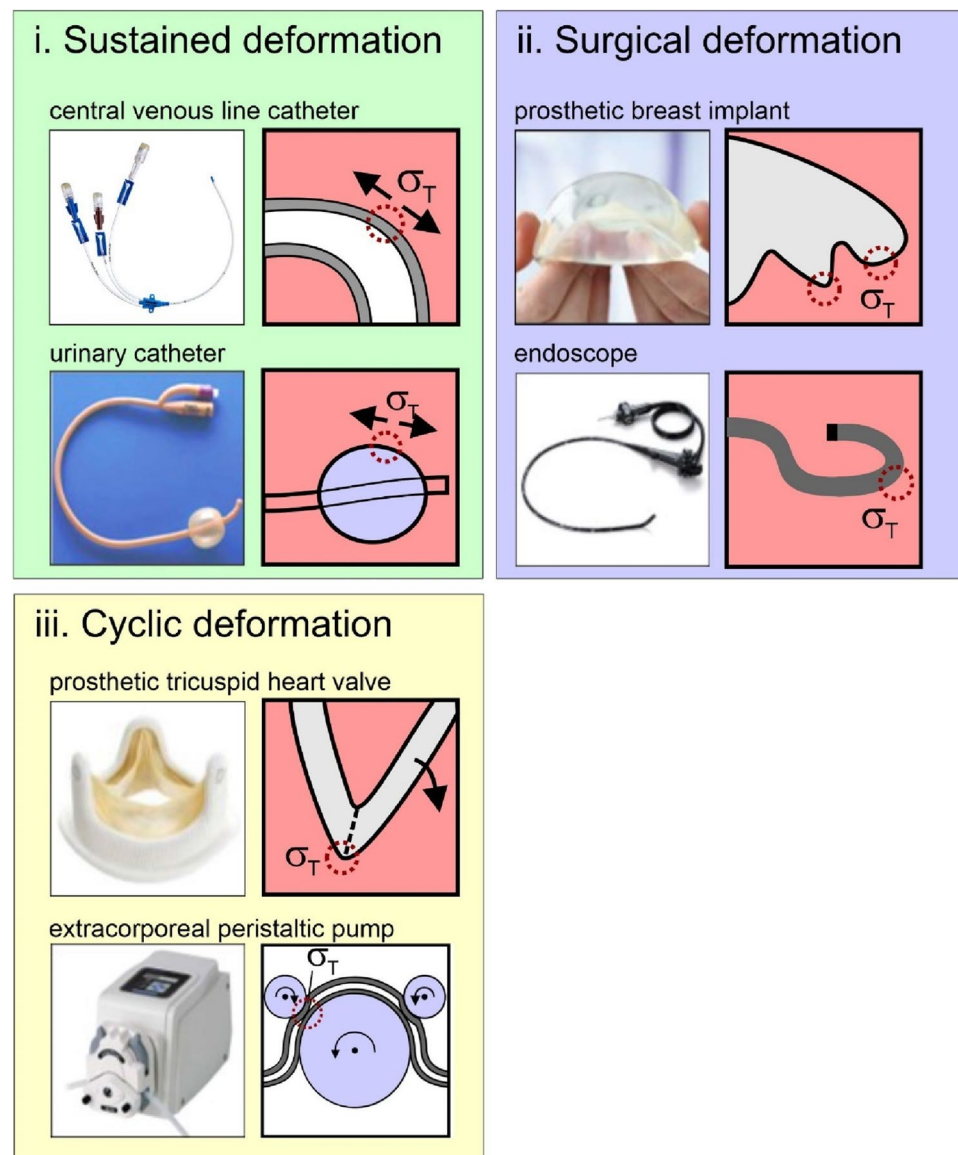 i. Sustained deformation
central venous line catheter
σT
urinary catheter
σT
ii. Surgical deformation
prosthetic breast implant
σT
endoscope
σT
iii. Cyclic deformation
prosthetic tricuspid heart valve
σT
extracorporeal peristaltic pump
σT